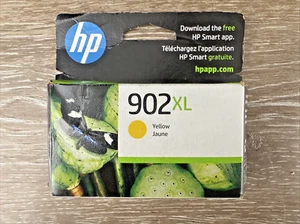 hp
Download the free
HP Smart app.
Téléchargez l'application
HP Smart gratuite.
hpapp.com
902XL
Yellow
Jaune